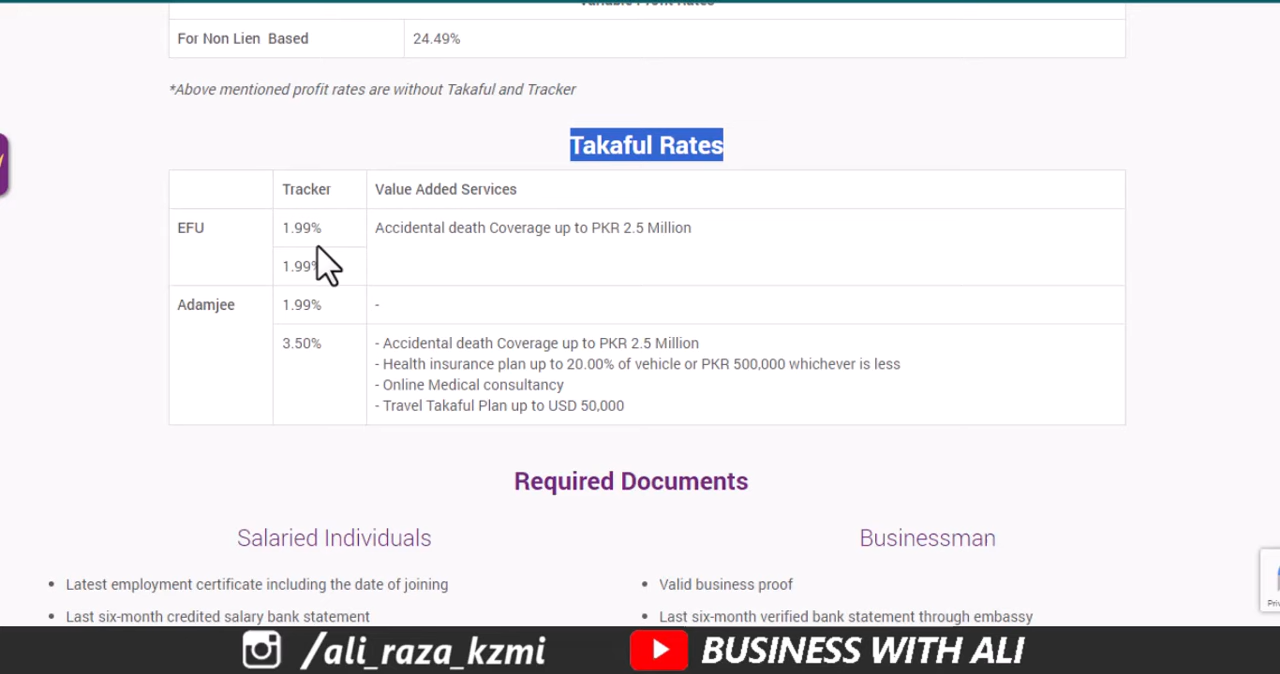 Variable Profit Rates
For Non Lien Based 24.49%
*Above mentioned profit rates are without Takaful and Tracker
Takaful Rates
Tracker Value Added Services
EFU 1.99% Accidental death Coverage up to PKR 2.5 Million
1.99%
Adamjee 1.99% -
3.50% - Accidental death Coverage up to PKR 2.5 Million
- Health insurance plan up to 20.00% of vehicle or PKR 500,000 whichever is less
- Online Medical consultancy
- Travel Takaful Plan up to USD 50,000
Required Documents
Salaried Individuals
Businessman
• Latest employment certificate including the date of joining
• Last six-month credited salary bank statement
• Valid business proof
• Last six-month verified bank statement through embassy
/ali_raza_kzmi
BUSINESS WITH ALI